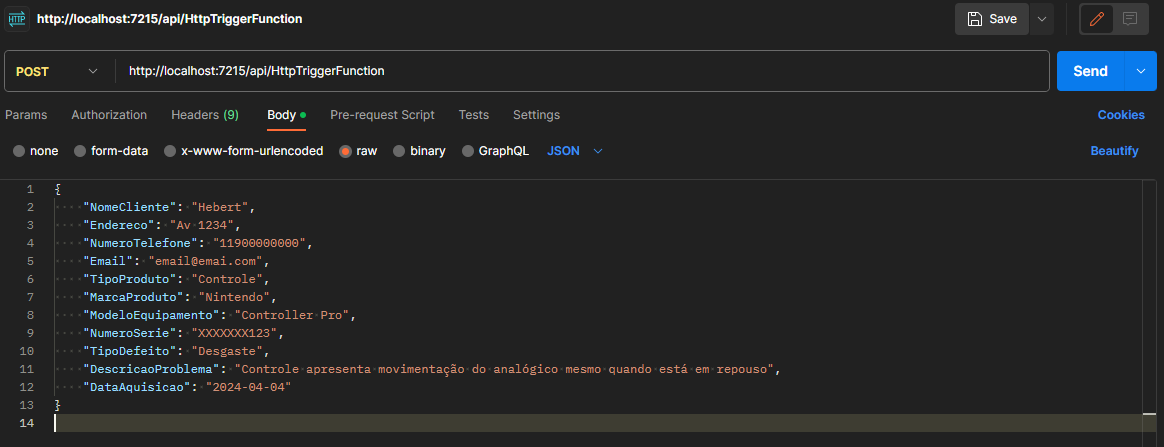 HTTP http://localhost:7215/api/HttpTriggerFunction Save
POST http://localhost:7215/api/HttpTriggerFunction Send
Params Authorization Headers (9) Body Pre-request Script Tests Settings Cookies
none form-data x-www-form-urlencoded raw binary GraphQL JSON Beautify
1 {
2 "NomeCliente": "Hebert",
3 "Endereco": "Av 1234",
4 "NumeroTelefone": "11900000000",
5 "Email": "email@emai.com",
6 "TipoProduto": "Controle",
7 "MarcaProduto": "Nintendo",
8 "ModeloEquipamento": "Controller Pro",
9 "NumeroSerie": "XXXXXXX123",
10 "TipoDefeito": "Desgaste",
11 "DescricaoProblema": "Controle apresenta movimentação do analógico mesmo quando está em repouso",
12 "DataAquisicao": "2024-04-04"
13 }
14